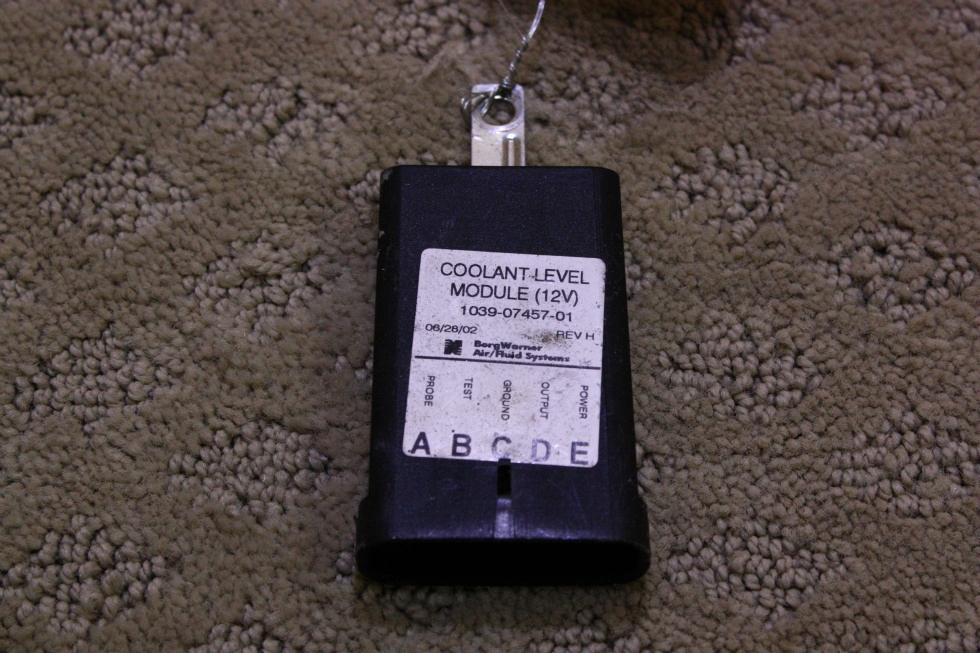 COOLANT LEVEL
MODULE (12V)
1039-07457-01
06/28/02 REV H
BorgWarner
Air/Fluid Systems
PROBE TEST GROUND OUTPUT POWER
A B C D E